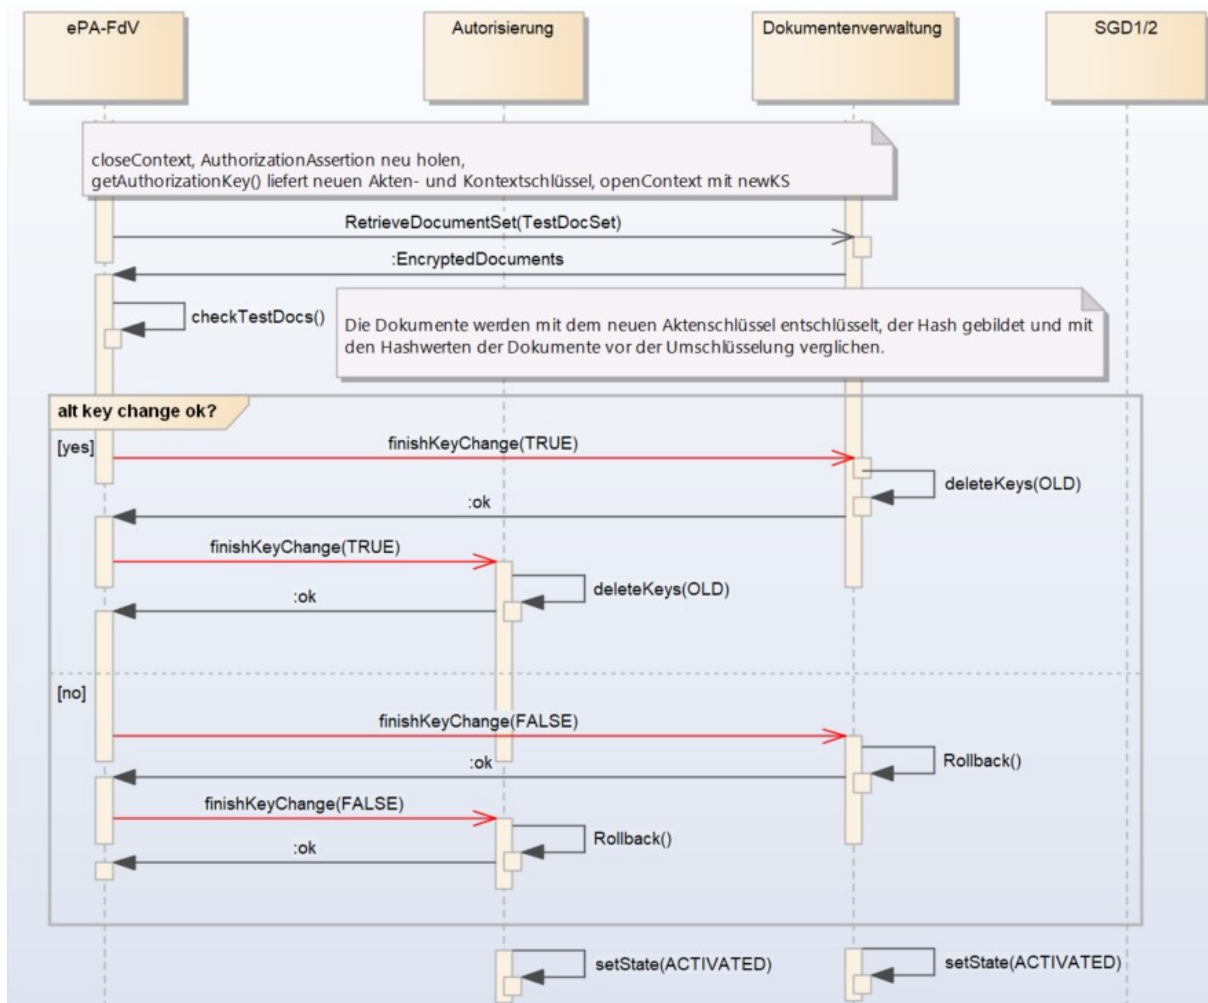 ePA-FdV
Autorisierung
Dokumentenverwaltung
SGD1/2
closeContext, AuthorizationAssertion neu holen,
getAuthorizationKey() liefert neuen Akten- und Kontextschlüssel, openContext mit newKS
RetrieveDocumentSet(TestDocSet)
:EncryptedDocuments
checkTestDocs()
Die Dokumente werden mit dem neuen Aktenschlüssel entschlüsselt, der Hash gebildet und mit
den Hashwerten der Dokumente vor der Umschlüsselung verglichen.
alt key change ok?
[yes]
finishKeyChange(TRUE)
deleteKeys(OLD)
:ok
finishKeyChange(TRUE)
deleteKeys(OLD)
:ok
[no]
finishKeyChange(FALSE)
Rollback()
:ok
finishKeyChange(FALSE)
Rollback()
:ok
setState(ACTIVATED)
setState(ACTIVATED)